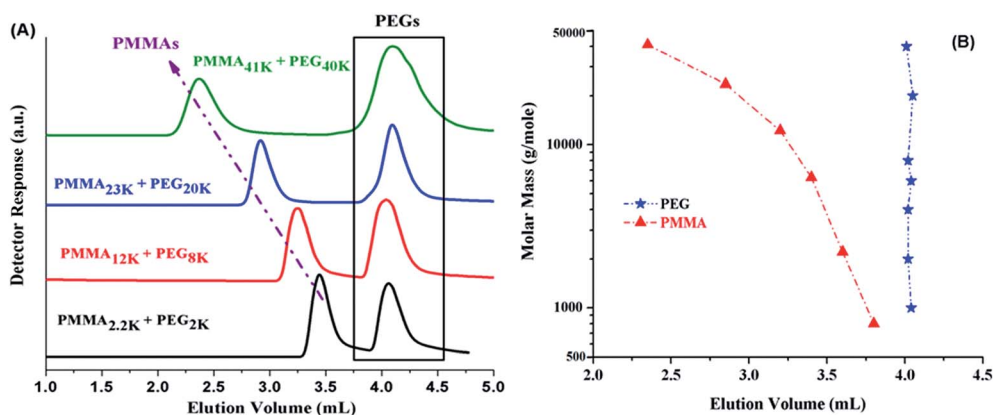 (A)
PEGs
PMMAs
PMMA41K + PEG40K
PMMA23K + PEG20K
PMMA12K + PEG8K
PMMA2.2K + PEG2K
Detector Response (a.u.)
1.0 1.5 2.0 2.5 3.0 3.5 4.0 4.5 5.0
Elution Volume (mL)
(B)
50000
10000
1000
500
Molar Mass (g/mole)
PEG
PMMA
2.0 2.5 3.0 3.5 4.0 4.5
Elution Volume (mL)